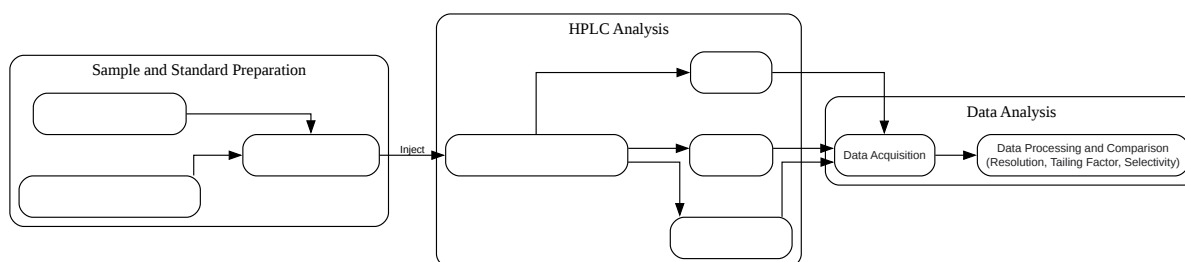 HPLC Analysis
Sample and Standard Preparation
Data Analysis
Inject
Data Acquisition
Data Processing and Comparison
(Resolution, Tailing Factor, Selectivity)